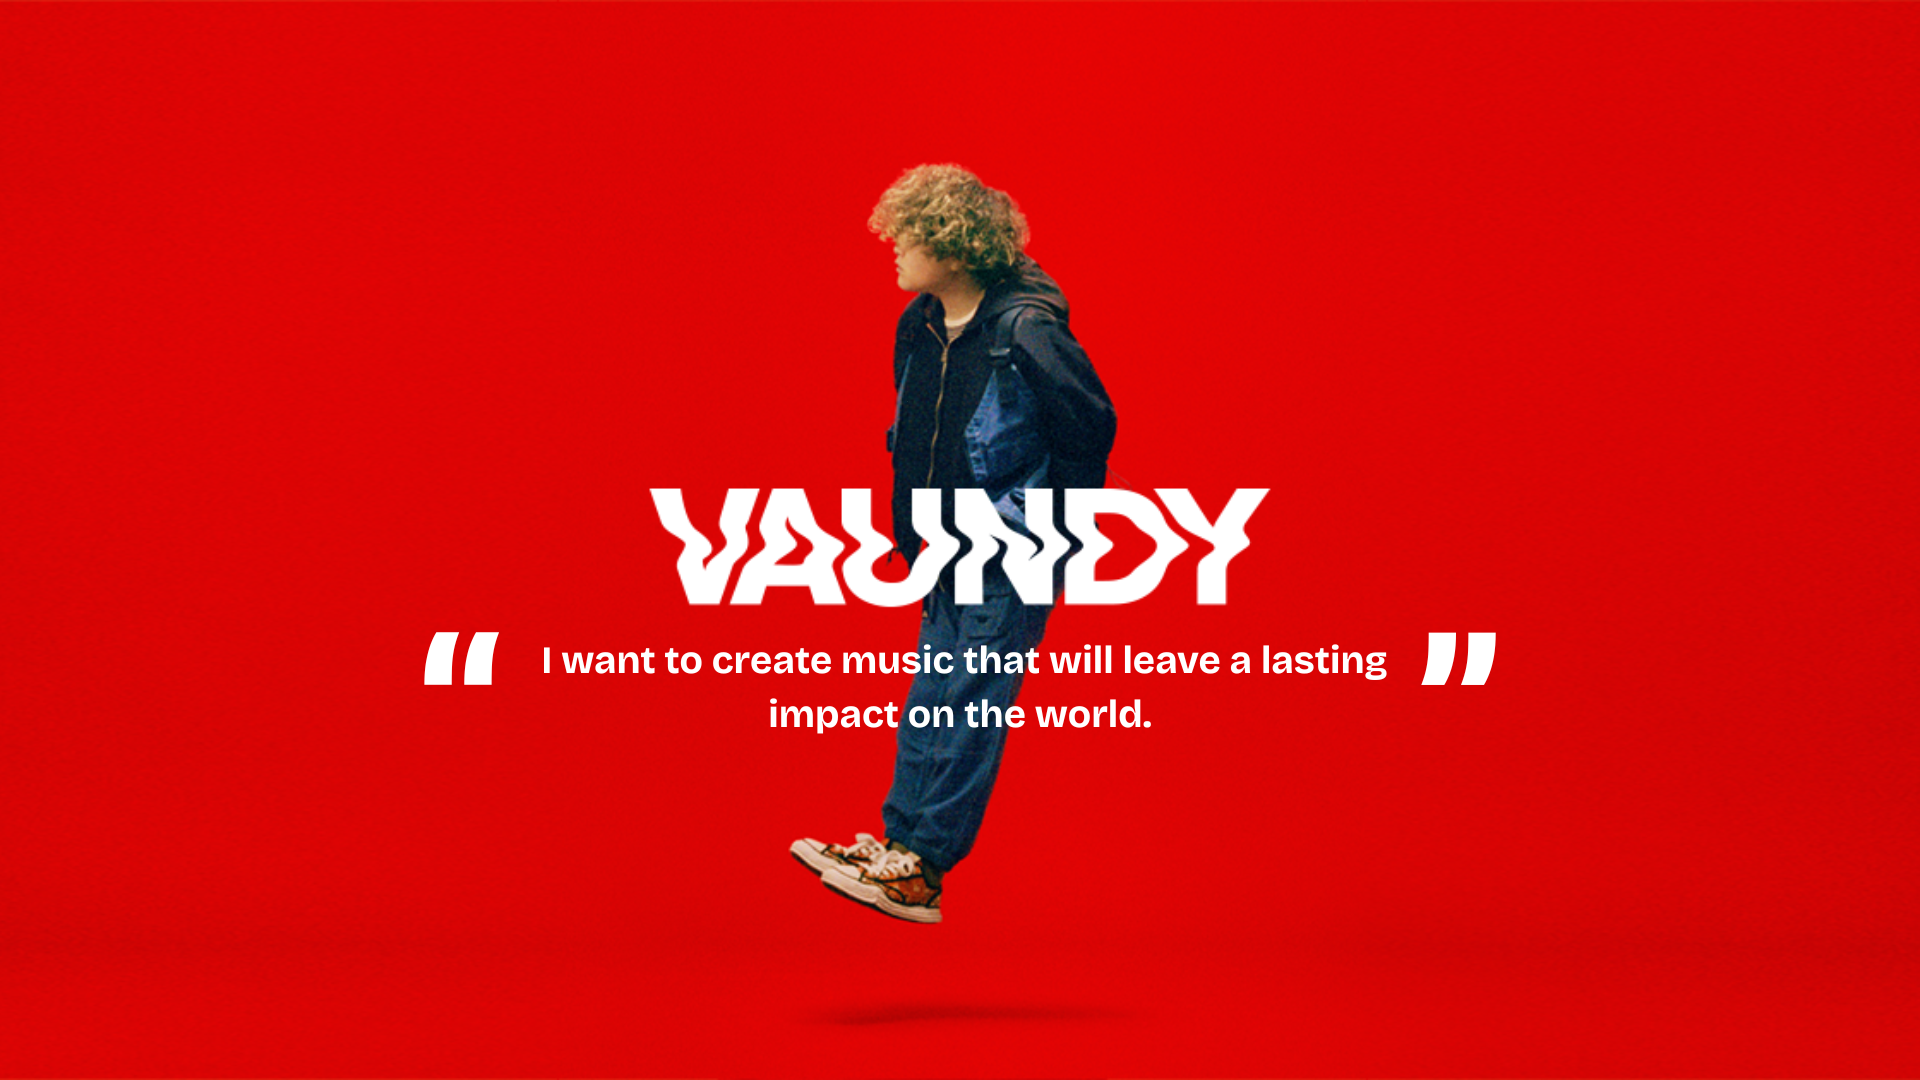 VAUNDY
“ I want to create music that will leave a lasting ”
impact on the world.